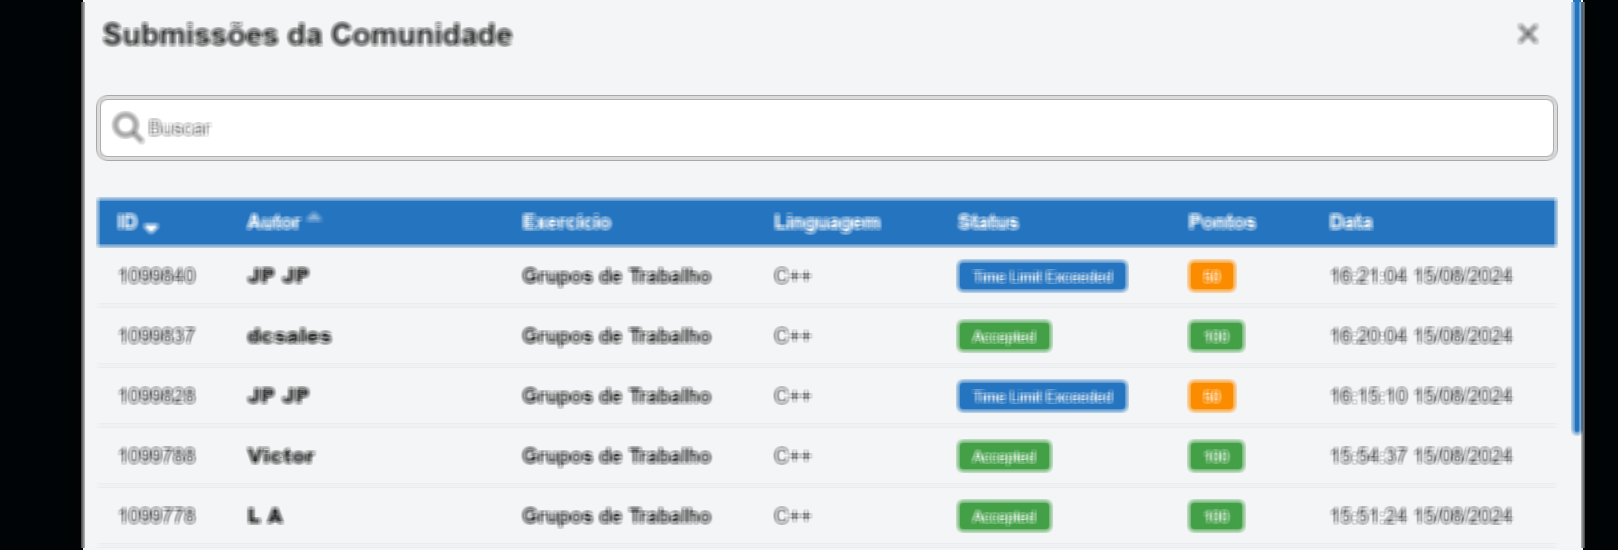 Submissões da Comunidade
Buscar
ID Autor Exercício Linguagem Status Pontos Data
1099840 JP JP Grupos de Trabalho C++ Time Limit Exceeded 50 16:21:04 15/08/2024
1099837 dcsales Grupos de Trabalho C++ Accepted 100 16:20:04 15/08/2024
1099828 JP JP Grupos de Trabalho C++ Time Limit Exceeded 50 16:15:10 15/08/2024
1099788 Victor Grupos de Trabalho C++ Accepted 100 15:54:37 15/08/2024
1099778 L A Grupos de Trabalho C++ Accepted 100 15:51:24 15/08/2024